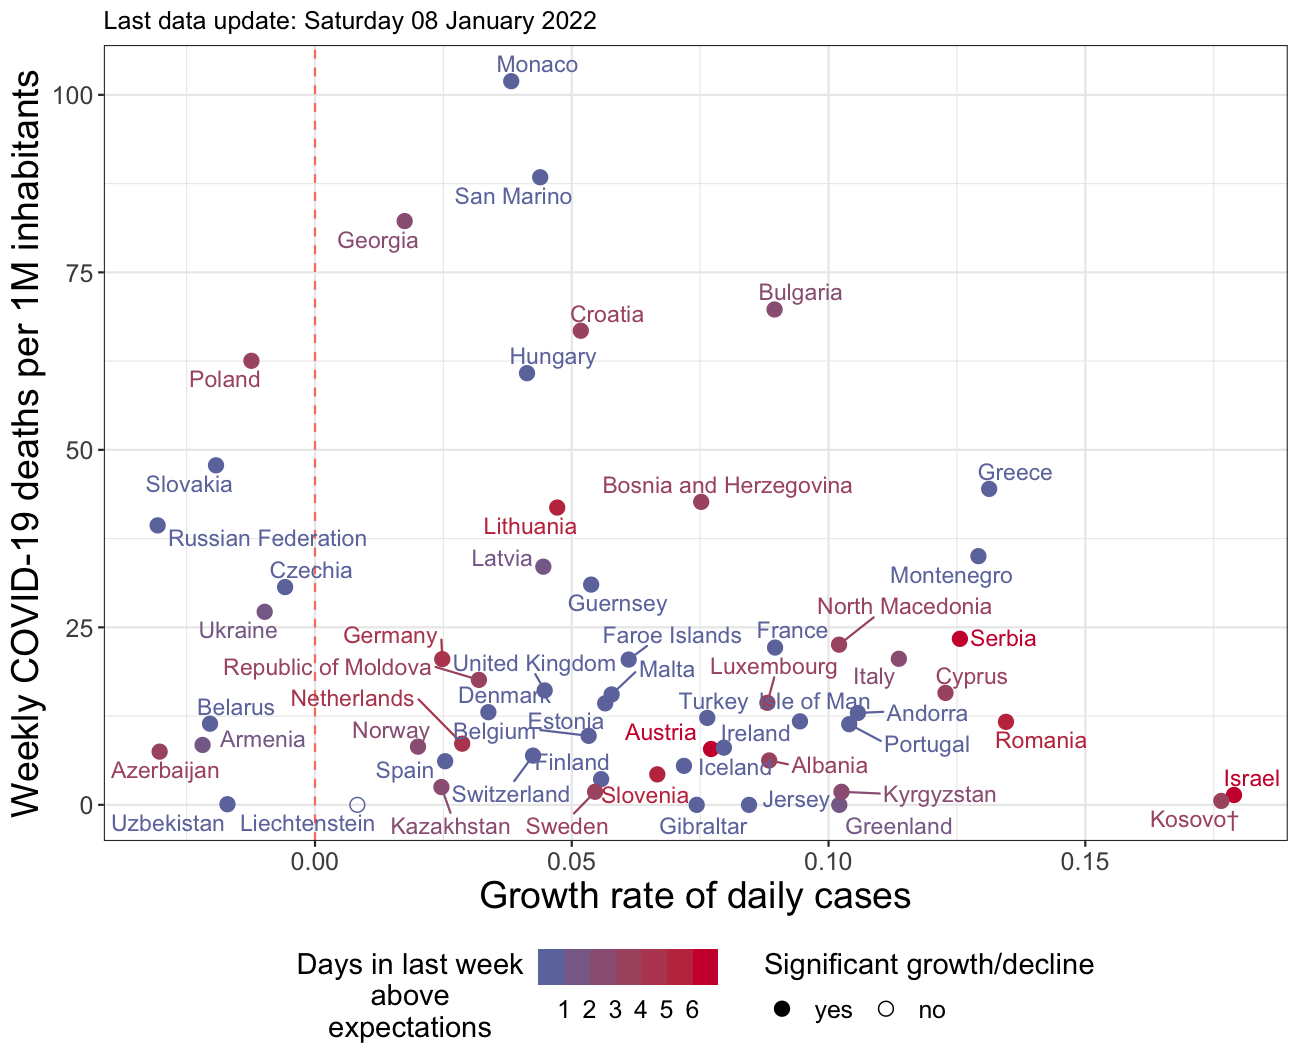 Last data update: Saturday 08 January 2022
Weekly COVID-19 deaths per 1M inhabitants
100
75
50
25
0
Monaco
San Marino
Georgia
Bulgaria
Croatia
Hungary
Poland
Greece
Slovakia
Bosnia and Herzegovina
Lithuania
Russian Federation
Latvia
Czechia
Montenegro
Guernsey
North Macedonia
Ukraine
Germany
Faroe Islands
France
Serbia
Republic of Moldova
United Kingdom
Malta
Luxembourg
Italy
Cyprus
Netherlands
Denmark
Turkey
Isle of Man
Belarus
Andorra
Estonia
Norway
Belgium
Austria
Ireland
Armenia
Portugal
Romania
Azerbaijan
Spain
Finland
Iceland
Albania
Israel
Switzerland
Slovenia
Jersey
Kyrgyzstan
Kosovo†
Uzbekistan
Liechtenstein
Kazakhstan
Sweden
Gibraltar
Greenland
0.00
0.05
0.10
0.15
Growth rate of daily cases
Days in last week
above
expectations
1 2 3 4 5 6
Significant growth/decline
yes
no